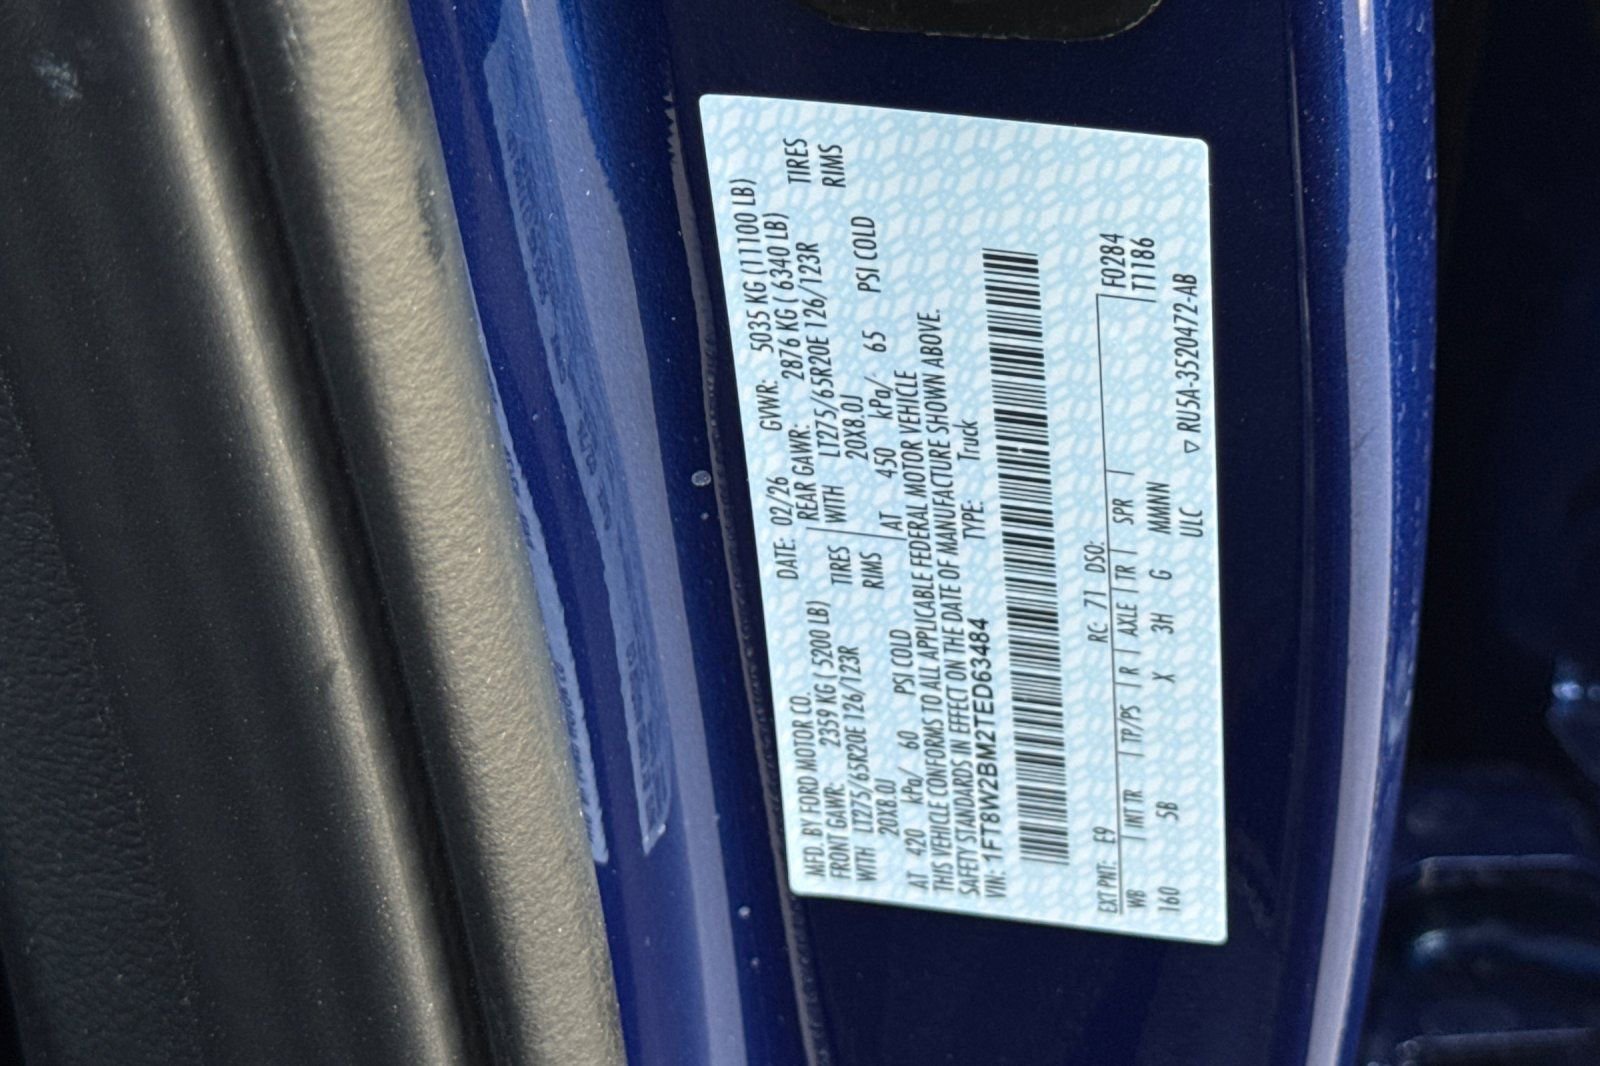 MFD. BY FORD MOTOR CO. DATE: 02/26 GVWR: 5035 KG (11100 LB)
FRONT GAWR: 2359 KG ( 5200 LB) REAR GAWR: 2876 KG ( 6340 LB)
WITH LT275/65R20E 126/123R TIRES WITH LT275/65R20E 126/123R TIRES
20X8.0J RIMS 20X8.0J RIMS
AT 420 kPa/ 60 PSI COLD AT 450 kPa/ 65 PSI COLD
THIS VEHICLE CONFORMS TO ALL APPLICABLE FEDERAL MOTOR VEHICLE
SAFETY STANDARDS IN EFFECT ON THE DATE OF MANUFACTURE SHOWN ABOVE.
VIN: 1FT8W2BM2TED63484 TYPE: Truck
EXT PNT: E9 RC: 71 DSO: F0284
WB INT TR TP/PS R AXLE TR SPR T1186
160 5B X 3H G MMMN
ULC ▽ RU5A-3520472-AB